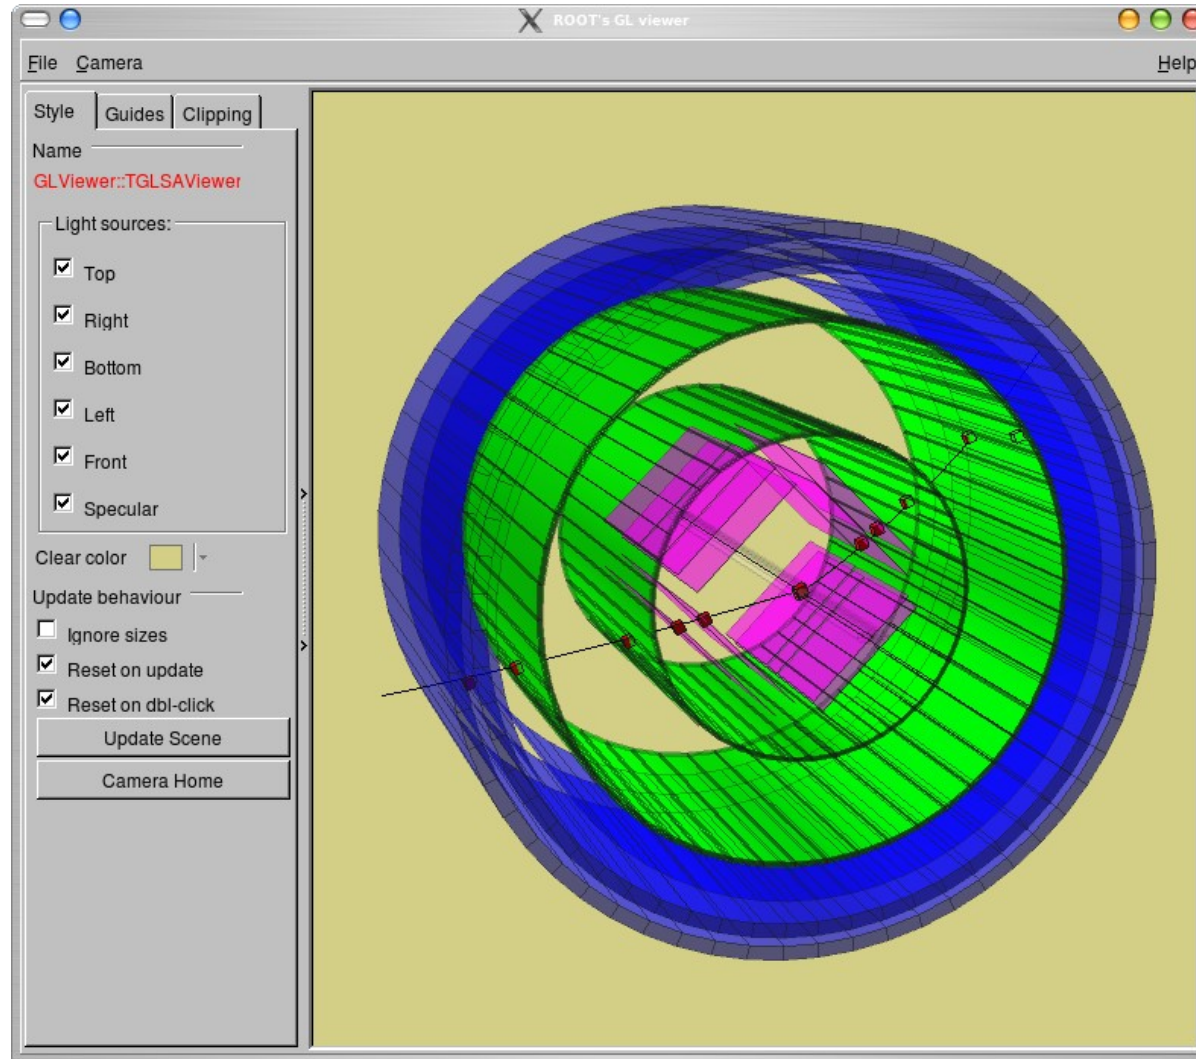 ROOT's GL viewer
File Camera Help
Style Guides Clipping
Name
GLViewer::TGLSAViewer
Light sources:
Top
Right
Bottom
Left
Front
Specular
Clear color
Update behaviour
Ignore sizes
Reset on update
Reset on dbl-click
Update Scene
Camera Home